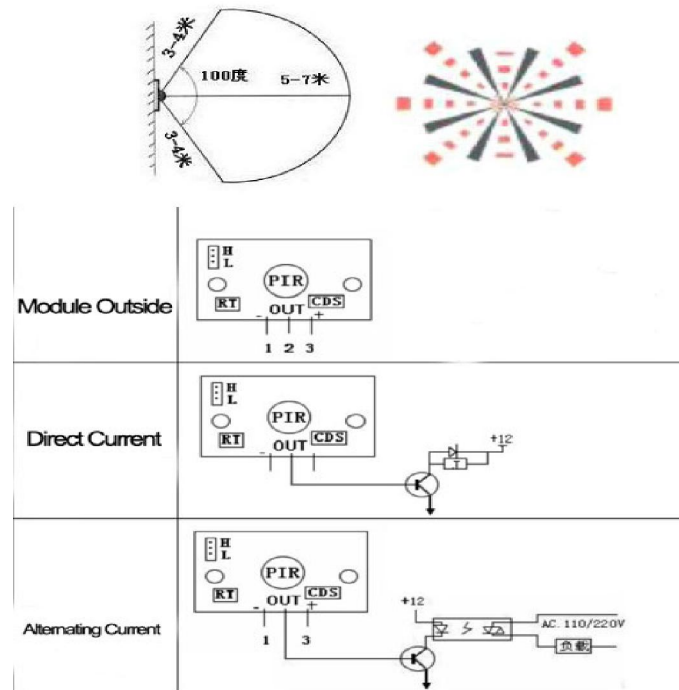 3-4米
100度
5-7米
3-4米
Module Outside
H
L
PIR
RT
CDS
- OUT +
1 2 3
Direct Current
H
L
PIR
RT
CDS
- OUT
+12
J
Alternating Current
H
L
PIR
RT
CDS
- OUT +
1 3
+12
AC.110/220V
负载